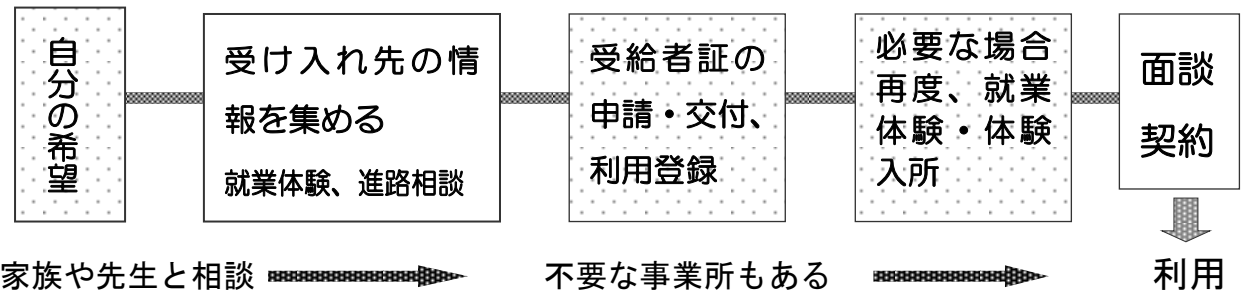 自分の希望
受け入れ先の情
報を集める
就業体験、進路相談
受給者証の
申請・交付、
利用登録
必要な場合
再度、就業
体験・体験
入所
面談
契約
家族や先生と相談
不要な事業所もある
利用